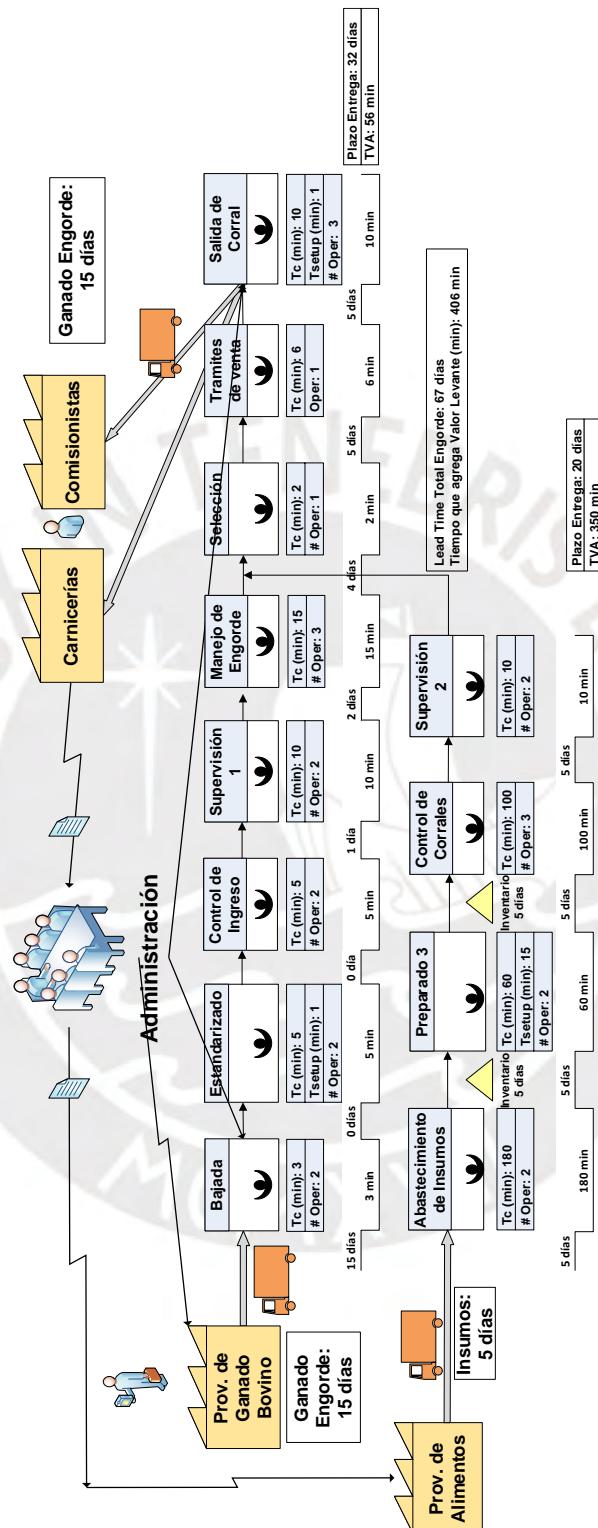 Carnicerías
Comisionistas
Ganado Engorde:
15 días
Administración
Prov. de
Ganado
Bovino
Ganado
Engorde:
15 días
Bajada
Tc (min): 3
# Oper: 2
Estandarizado
Tc (min): 5
Tsetup (min): 1
# Oper: 2
Control de
Ingreso
Tc (min): 5
# Oper: 2
Supervisión
1
Tc (min): 10
# Oper: 2
Manejo de
Engorde
Tc (min): 15
# Oper: 3
Selección
Tc (min): 2
# Oper: 1
Tramites
de venta
Tc (min): 6
Oper: 1
Salida de
Corral
Tc (min): 10
Tsetup (min): 1
# Oper: 3
15 días
3 min
0 días
5 min
0 día
5 min
1 día
10 min
2 días
15 min
4 días
2 min
5 días
6 min
5 días
10 min
Plazo Entrega: 32 días
TVA: 56 min
Lead Time Total Engorde: 67 días
Tiempo que agrega Valor Levante (min): 406 min
Prov. de
Alimentos
Insumos:
5 días
Abastecimiento
de Insumos
Tc (min): 180
# Oper: 2
Inventario
5 días
Preparado 3
Tc (min): 60
Tsetup (min): 15
# Oper: 2
Inventario
5 días
Control de
Corrales
Tc (min): 100
# Oper: 3
Supervisión
2
Tc (min): 10
# Oper: 2
5 días
180 min
5 días
60 min
5 días
100 min
5 días
10 min
Plazo Entrega: 20 días
TVA: 350 min
TENEBRIS